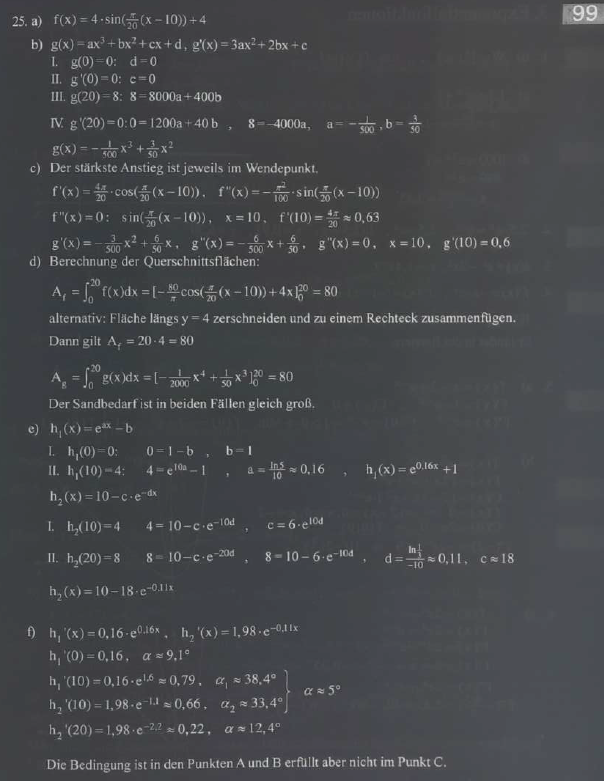 99
25. a) f(x) = 4·sin(π/20 (x−10)) + 4
b) g(x) = ax³ + bx² + cx + d, g'(x) = 3ax² + 2bx + c
I. g(0) = 0: d = 0
II. g'(0) = 0: c = 0
III. g(20) = 8: 8 = 8000a + 400b
IV. g'(20) = 0: 0 = 1200a + 40b , 8 = −4000a, a = −1/500, b = 3/50
g(x) = −1/500 x³ + 3/50 x²
c) Der stärkste Anstieg ist jeweils im Wendepunkt.
f'(x) = 4π/20 ·cos(π/20 (x−10)), f''(x) = −π²/100 ·sin(π/20 (x−10))
f''(x) = 0: sin(π/20 (x−10)), x = 10, f'(10) = 4π/20 ≈ 0,63
g'(x) = −3/500 x² + 6/50 x, g''(x) = −6/500 x + 6/50, g''(x) = 0, x = 10, g'(10) = 0,6
d) Berechnung der Querschnittsflächen:
A_f = ∫₀²⁰ f(x)dx = [−80/π cos(π/20 (x−10)) + 4x]₀²⁰ = 80
alternativ: Fläche längs y = 4 zerschneiden und zu einem Rechteck zusammenfügen.
Dann gilt A_f = 20·4 = 80
A_g = ∫₀²⁰ g(x)dx = [−1/2000 x⁴ + 1/50 x³]₀²⁰ = 80
Der Sandbedarf ist in beiden Fällen gleich groß.
e) h₁(x) = e^(ax) − b
I. h₁(0) = 0: 0 = 1 − b , b = 1
II. h₁(10) = 4: 4 = e^(10a) − 1 , a = ln5/10 ≈ 0,16 , h₁(x) = e^(0,16x) + 1
h₂(x) = 10 − c·e^(−dx)
I. h₂(10) = 4 4 = 10 − c·e^(−10d) , c = 6·e^(10d)
II. h₂(20) = 8 8 = 10 − c·e^(−20d) , 8 = 10 − 6·e^(−10d) , d = ln(1/3)/−10 ≈ 0,11, c ≈ 18
h₂(x) = 10 − 18·e^(−0,11x)
f) h₁'(x) = 0,16·e^(0,16x), h₂'(x) = 1,98·e^(−0,11x)
h₁'(0) = 0,16, α ≈ 9,1°
h₁'(10) = 0,16·e^(1,6) ≈ 0,79, α₁ ≈ 38,4°
h₂'(10) = 1,98·e^(−1,1) ≈ 0,66, α₂ ≈ 33,4° } α ≈ 5°
h₂'(20) = 1,98·e^(−2,2) ≈ 0,22, α ≈ 12,4°
Die Bedingung ist in den Punkten A und B erfüllt aber nicht im Punkt C.